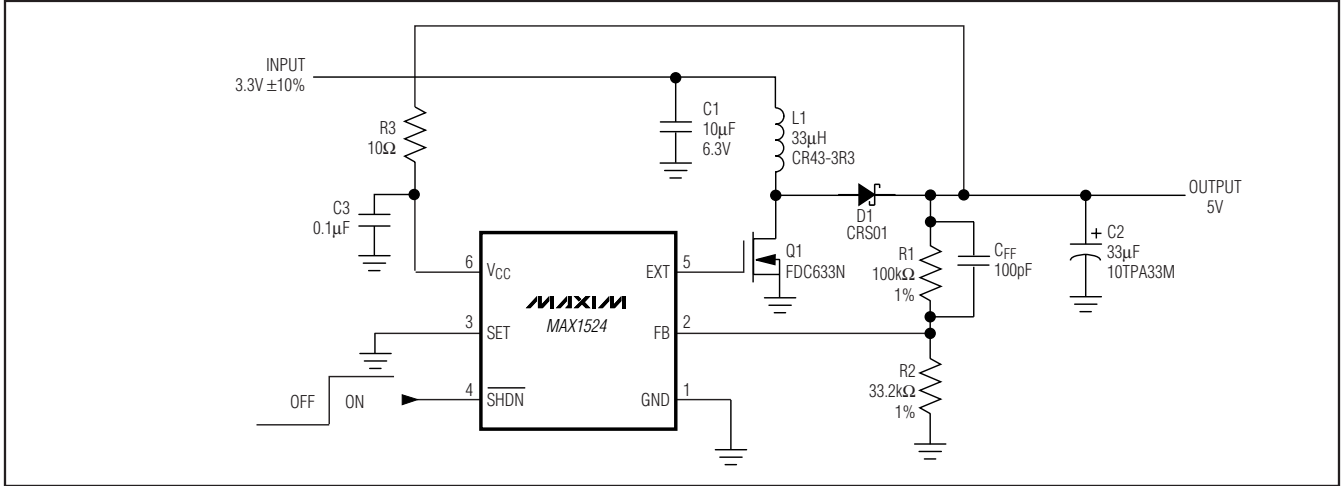 INPUT
3.3V ±10%
R3
10Ω
C3
0.1μF
C1
10μF
6.3V
L1
33μH
CR43-3R3
D1
CRS01
OUTPUT
5V
Q1
FDC633N
R1
100kΩ
1%
CFF
100pF
+ C2
33μF
10TPA33M
6 VCC
EXT 5
MAXIM
MAX1524
3 SET
FB 2
OFF ON
4 SHDN
GND 1
R2
33.2kΩ
1%